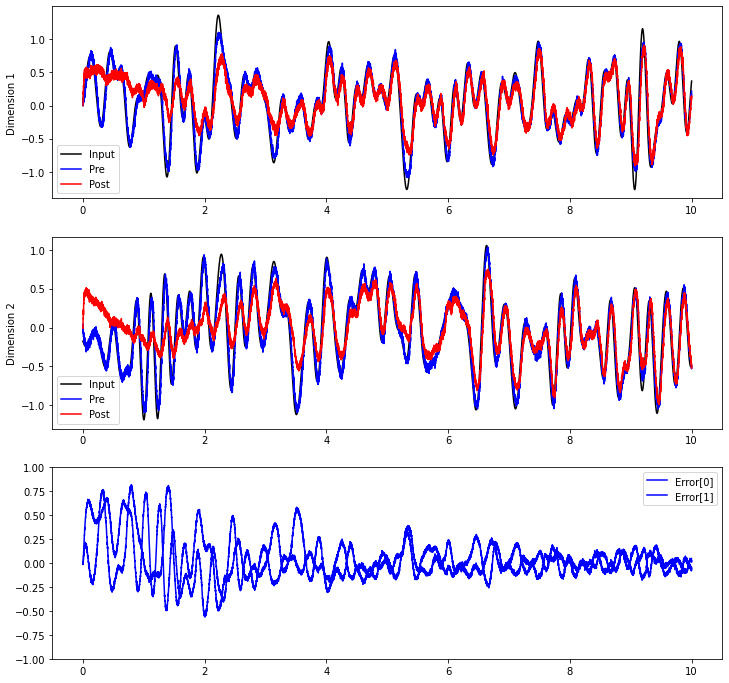 1.0
0.5
0.0
−0.5
−1.0
Dimension 1
Input
Pre
Post
0 2 4 6 8 10
1.0
0.5
0.0
−0.5
−1.0
Dimension 2
Input
Pre
Post
0 2 4 6 8 10
1.00
0.75
0.50
0.25
0.00
−0.25
−0.50
−0.75
−1.00
Error[0]
Error[1]
0 2 4 6 8 10